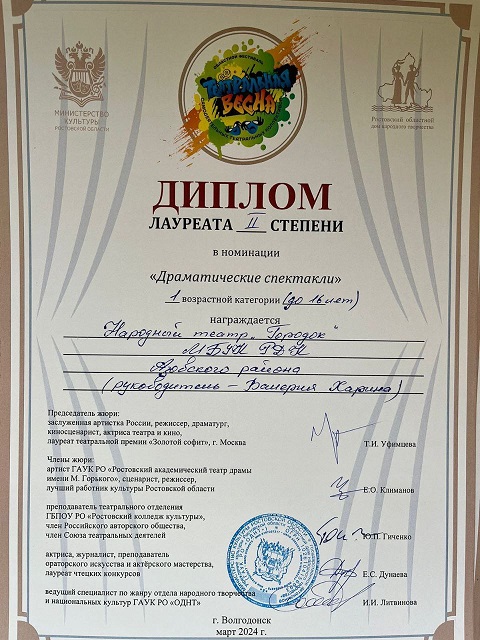 ОБЛАСТНОЙ ФЕСТИВАЛЬ
ТЕАТРАЛЬНАЯ
ВЕСНА
МИНИСТЕРСТВО
КУЛЬТУРЫ
РОСТОВСКОЙ ОБЛАСТИ
Ростовский областной
дом народного творчества
ДИПЛОМ
ЛАУРЕАТА II СТЕПЕНИ
в номинации
«Драматические спектакли»
1 возрастной категории (до 16 лет)
награждается
Народный театр „Городок"
МБУК РДК
Азовского района
(руководитель – Валерия Харина)
Председатель жюри:
заслуженная артистка России, режиссер, драматург,
киносценарист, актриса театра и кино,
лауреат театральной премии «Золотой софит», г. Москва
Т.И. Уфимцева
Члены жюри:
артист ГАУК РО «Ростовский академический театр драмы
имени М. Горького», сценарист, режиссер,
лучший работник культуры Ростовской области
Е.О. Климанов
преподаватель театрального отделения
ГБПОУ РО «Ростовский колледж культуры»,
член Российского авторского общества,
член Союза театральных деятелей
Ю.П. Гиченко
актриса, журналист, преподаватель
ораторского искусства и актёрского мастерства,
лауреат чтецких конкурсов
Е.С. Дунаева
ведущий специалист по жанру отдела народного творчества
и национальных культур ГАУК РО «ОДНТ»
И.И. Литвинова
г. Волгодонск
март 2024 г.